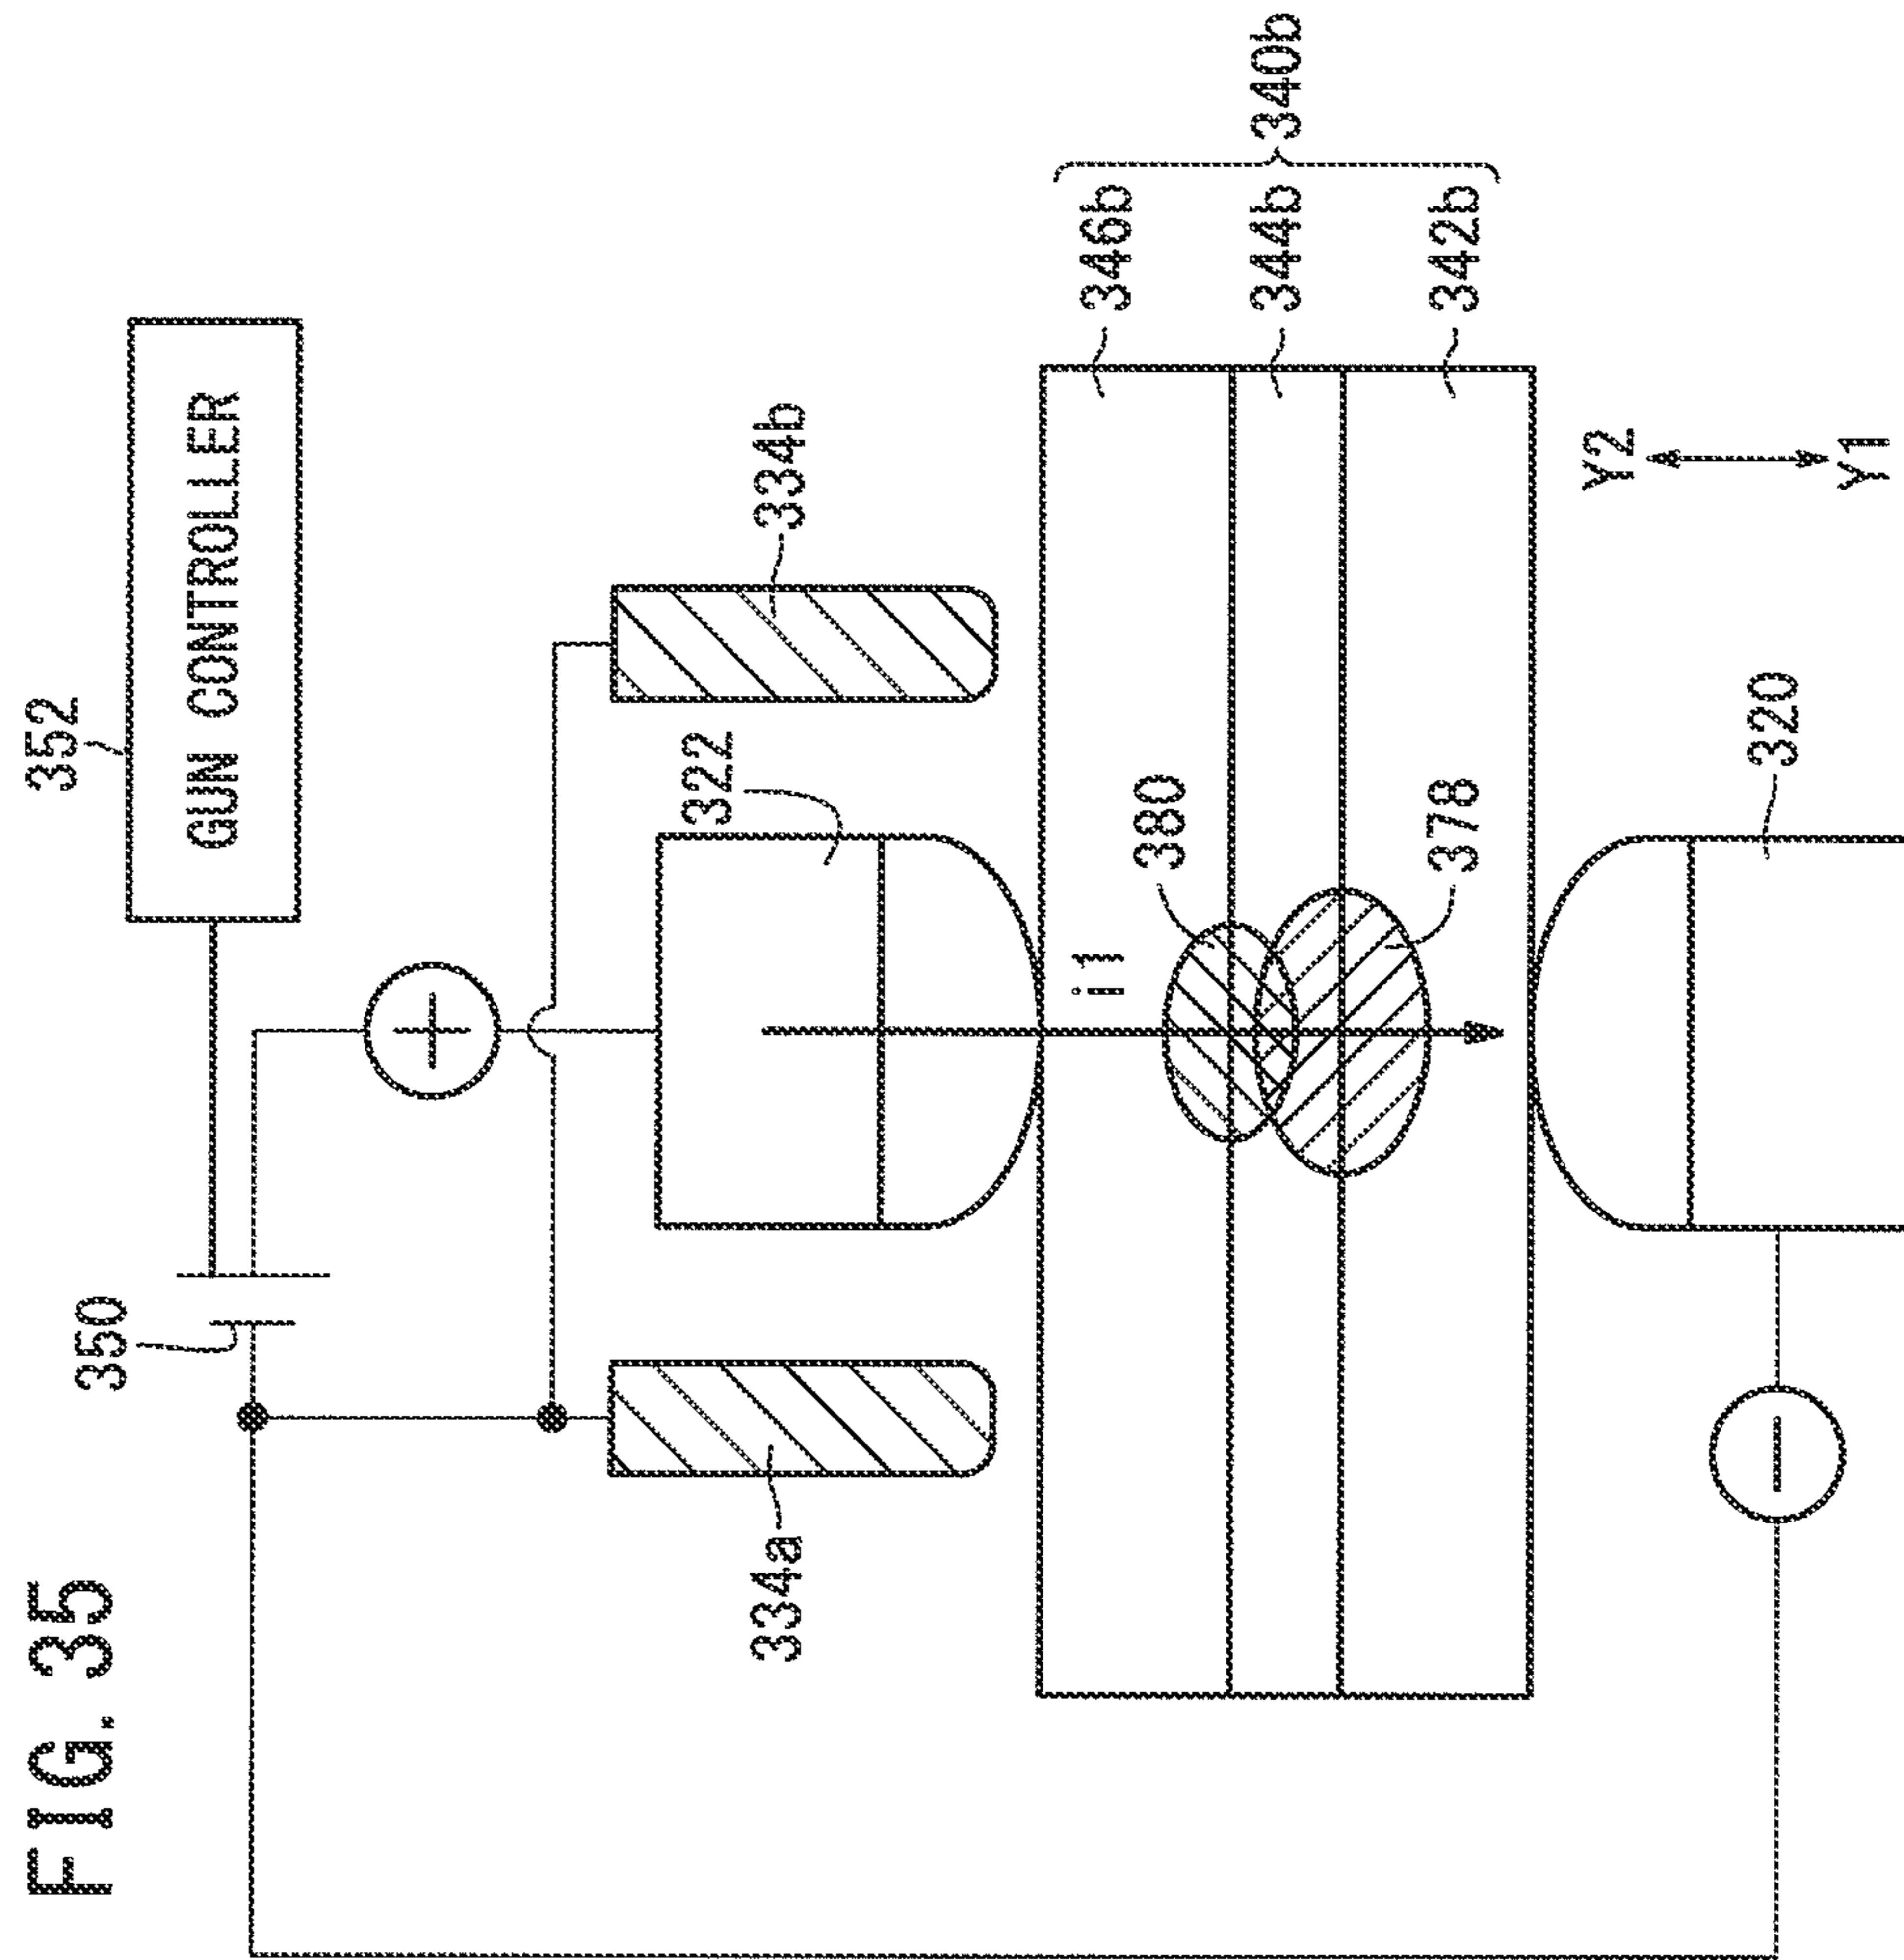 FIG. 35
352
GUN CONTROLLER
350
+
334b
322
334a
i1
380
378
346b
344b
342b
340b
Y2
Y1
320
−